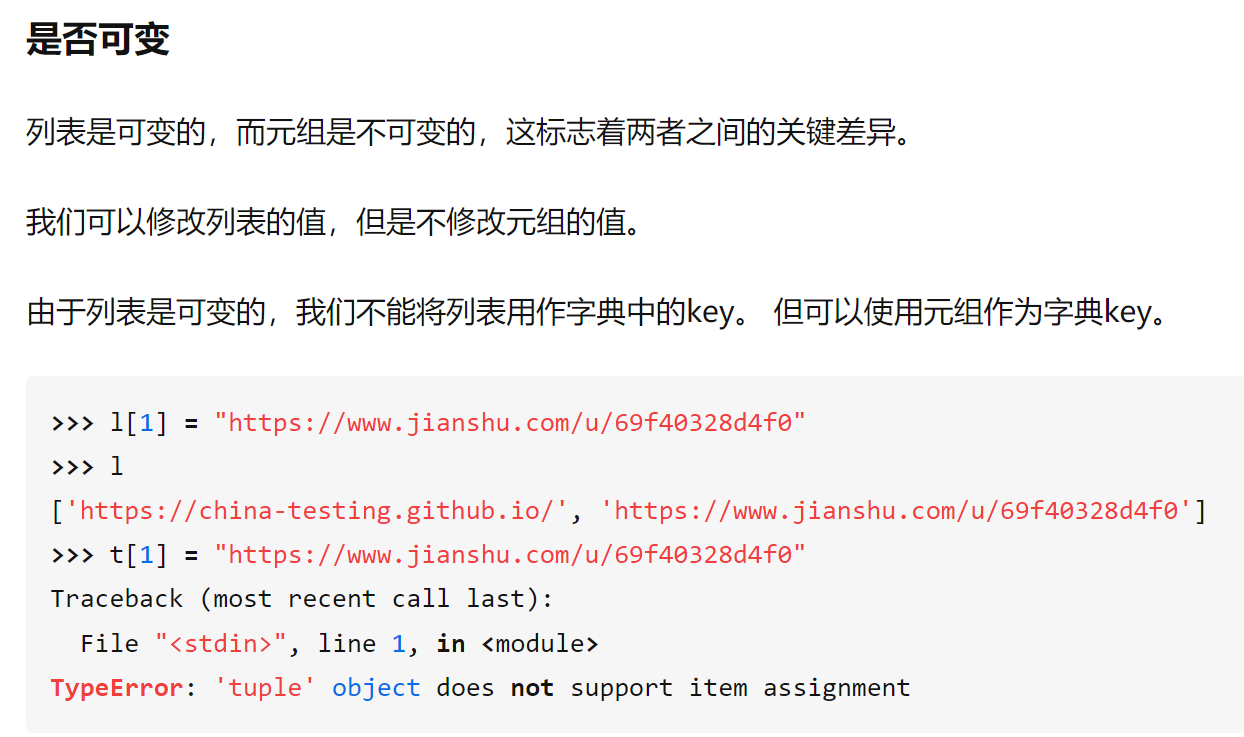 是否可变
列表是可变的，而元组是不可变的，这标志着两者之间的关键差异。
我们可以修改列表的值，但是不修改元组的值。
由于列表是可变的，我们不能将列表用作字典中的key。 但可以使用元组作为字典key。
>>> l[1] = "https://www.jianshu.com/u/69f40328d4f0"
>>> l
['https://china-testing.github.io/', 'https://www.jianshu.com/u/69f40328d4f0']
>>> t[1] = "https://www.jianshu.com/u/69f40328d4f0"
Traceback (most recent call last):
  File "<stdin>", line 1, in <module>
TypeError: 'tuple' object does not support item assignment